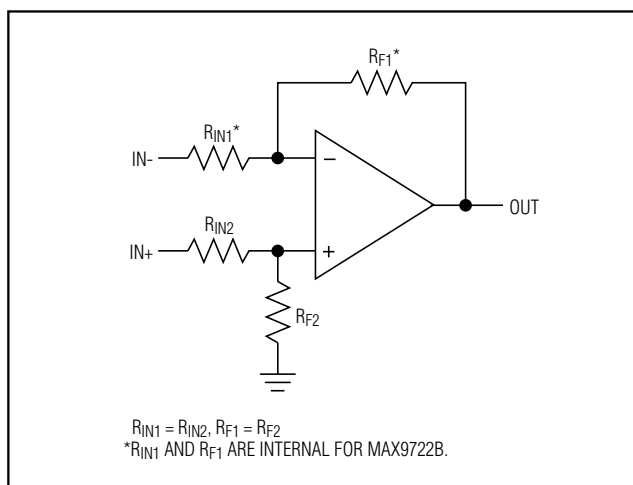 RF1*
RIN1*
IN-
−
OUT
RIN2
IN+
+
RF2
RIN1 = RIN2, RF1 = RF2
*RIN1 AND RF1 ARE INTERNAL FOR MAX9722B.